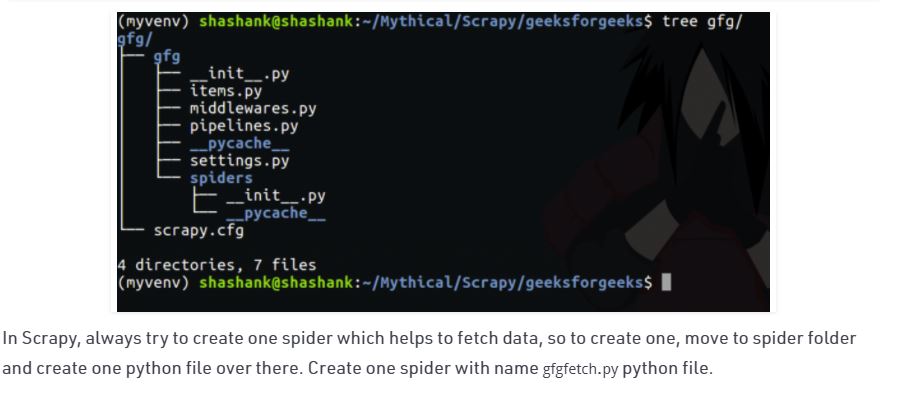 (myvenv) shashank@shashank:~/Mythical/Scrapy/geeksforgeeks$ tree gfg/
gfg/
├── gfg
│   ├── __init__.py
│   ├── items.py
│   ├── middlewares.py
│   ├── pipelines.py
│   ├── __pycache__
│   ├── settings.py
│   └── spiders
│       ├── __init__.py
│       └── __pycache__
└── scrapy.cfg
4 directories, 7 files
(myvenv) shashank@shashank:~/Mythical/Scrapy/geeksforgeeks$
In Scrapy, always try to create one spider which helps to fetch data, so to create one, move to spider folder
and create one python file over there. Create one spider with name gfgfetch.py python file.